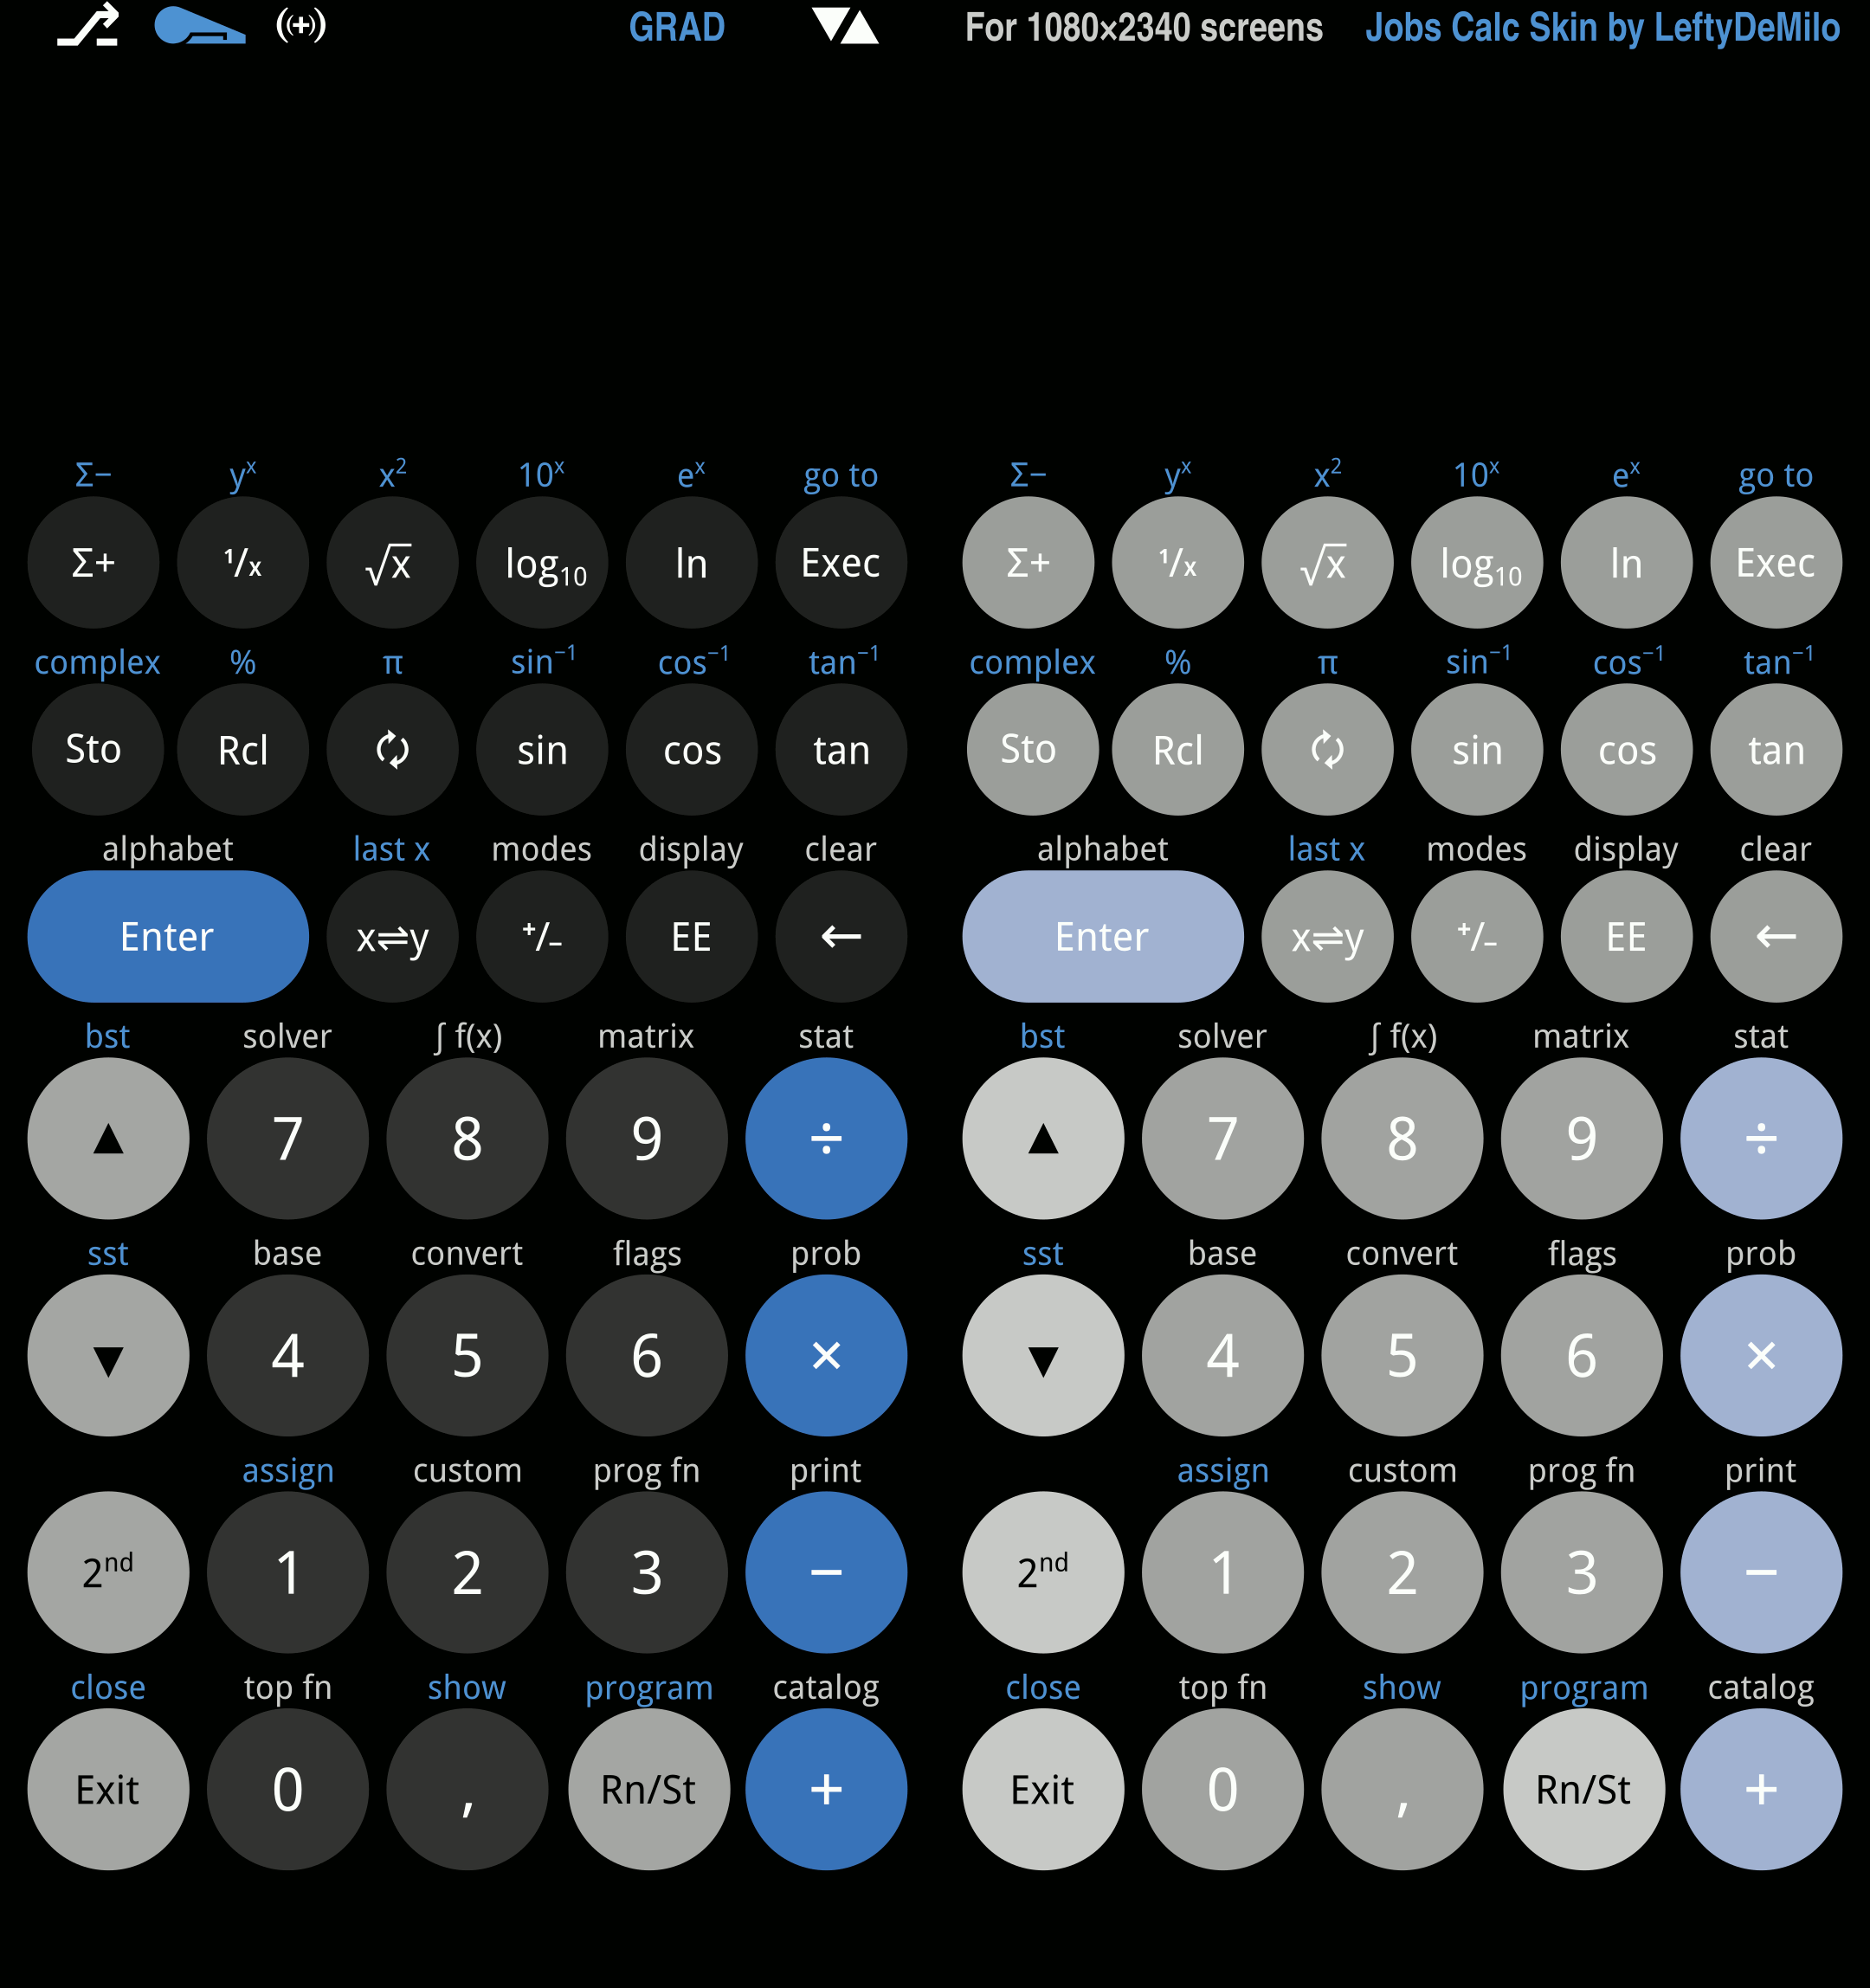 GRAD For 1080×2340 screens Jobs Calc Skin by LeftyDeMilo
Σ− yˣ x² 10ˣ eˣ go to Σ− yˣ x² 10ˣ eˣ go to
Σ+ ¹/x √x log₁₀ ln Exec Σ+ ¹/x √x log₁₀ ln Exec
complex % π sin⁻¹ cos⁻¹ tan⁻¹ complex % π sin⁻¹ cos⁻¹ tan⁻¹
Sto Rcl sin cos tan Sto Rcl sin cos tan
alphabet last x modes display clear alphabet last x modes display clear
Enter x⇌y ⁺/₋ EE ← Enter x⇌y ⁺/₋ EE ←
bst solver ∫ f(x) matrix stat bst solver ∫ f(x) matrix stat
▲ 7 8 9 ÷ ▲ 7 8 9 ÷
sst base convert flags prob sst base convert flags prob
▼ 4 5 6 × ▼ 4 5 6 ×
assign custom prog fn print assign custom prog fn print
2ⁿᵈ 1 2 3 − 2ⁿᵈ 1 2 3 −
close top fn show program catalog close top fn show program catalog
Exit 0 , Rn/St + Exit 0 , Rn/St +